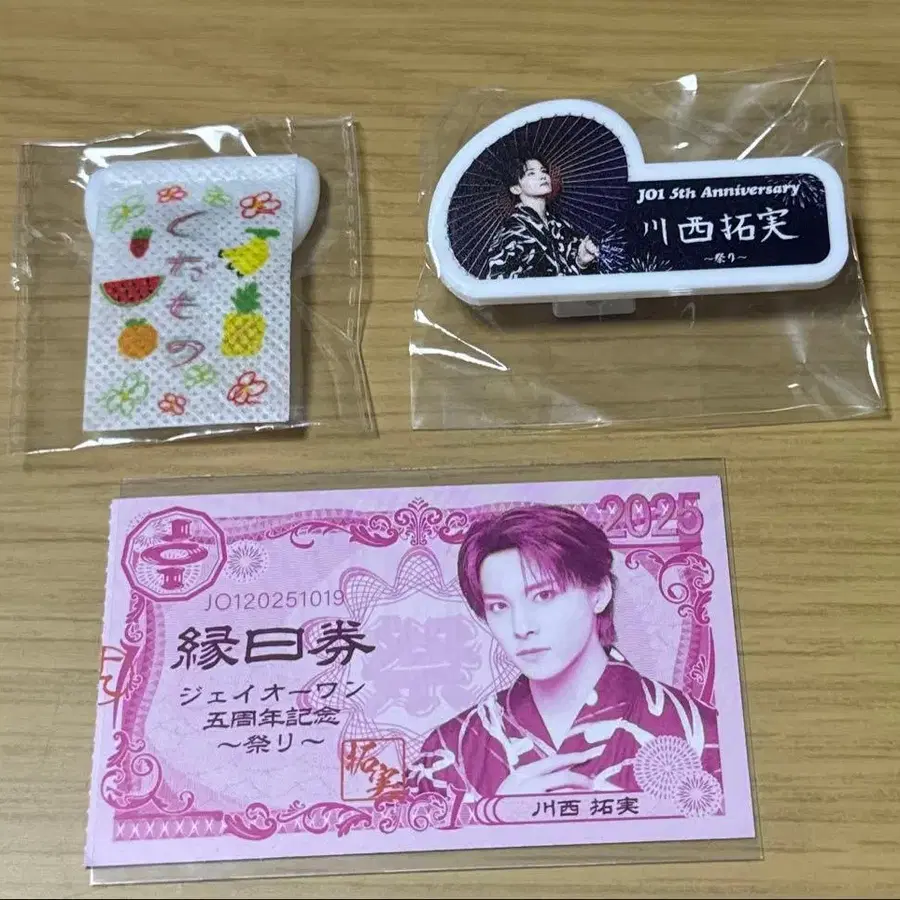 くだもの
JO1 5th Anniversary
川西拓実
～祭り～
2025
JO120251019
縁日券
ジェイオーワン
五周年記念
～祭り～
祭
拓実
川西 拓実